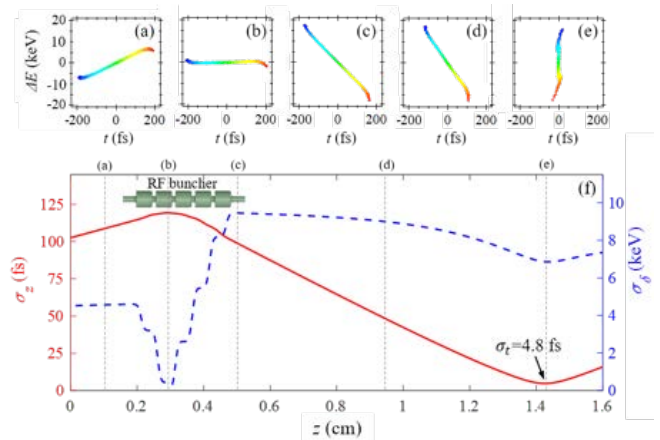 (a) (b) (c) (d) (e)
ΔE (keV)
20
10
0
-10
-20
-200 0 200 -200 0 200 -200 0 200 -200 0 200 -200 0 200
t (fs) t (fs) t (fs) t (fs) t (fs)
(a) (b) (c) (d) (e)
RF buncher
(f)
σz (fs)
125
100
75
50
25
0
10
8
6
4
2
0
σδ (keV)
σt=4.8 fs
0 0.2 0.4 0.6 0.8 1 1.2 1.4 1.6
z (cm)